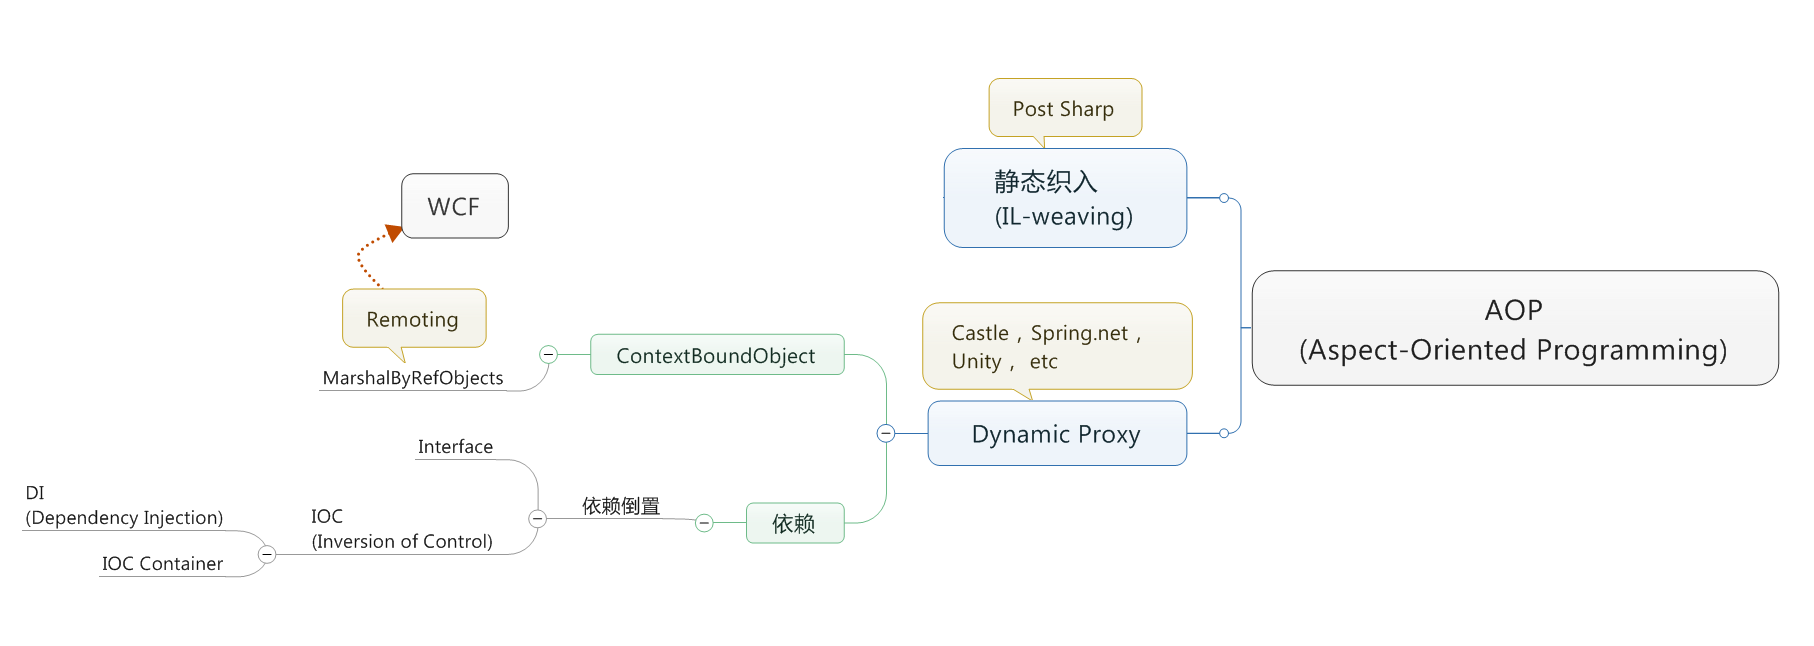 Post Sharp
静态织入
(IL-weaving)
WCF
AOP
(Aspect-Oriented Programming)
Remoting
Castle，Spring.net，
Unity， etc
ContextBoundObject
MarshalByRefObjects
Dynamic Proxy
Interface
依赖倒置
依赖
DI
(Dependency Injection)
IOC
(Inversion of Control)
IOC Container